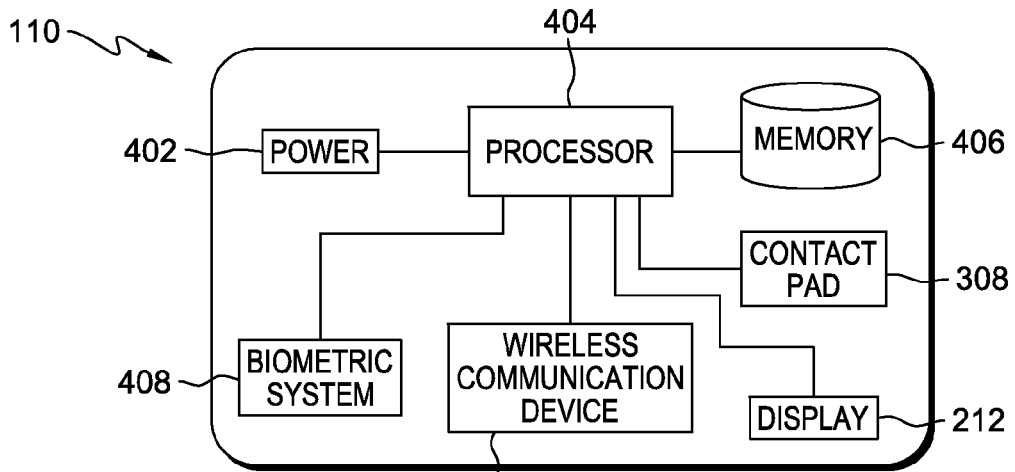 110
404
402
POWER
PROCESSOR
MEMORY
406
CONTACT
PAD
308
BIOMETRIC
SYSTEM
408
WIRELESS
COMMUNICATION
DEVICE
DISPLAY
212